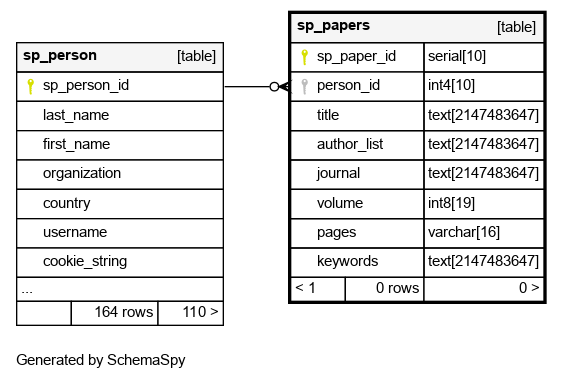 sp_person [table]
sp_person_id
last_name
first_name
organization
country
username
cookie_string
...
164 rows 110 >
sp_papers [table]
sp_paper_id serial[10]
person_id int4[10]
title text[2147483647]
author_list text[2147483647]
journal text[2147483647]
volume int8[19]
pages varchar[16]
keywords text[2147483647]
< 1 0 rows 0 >
Generated by SchemaSpy